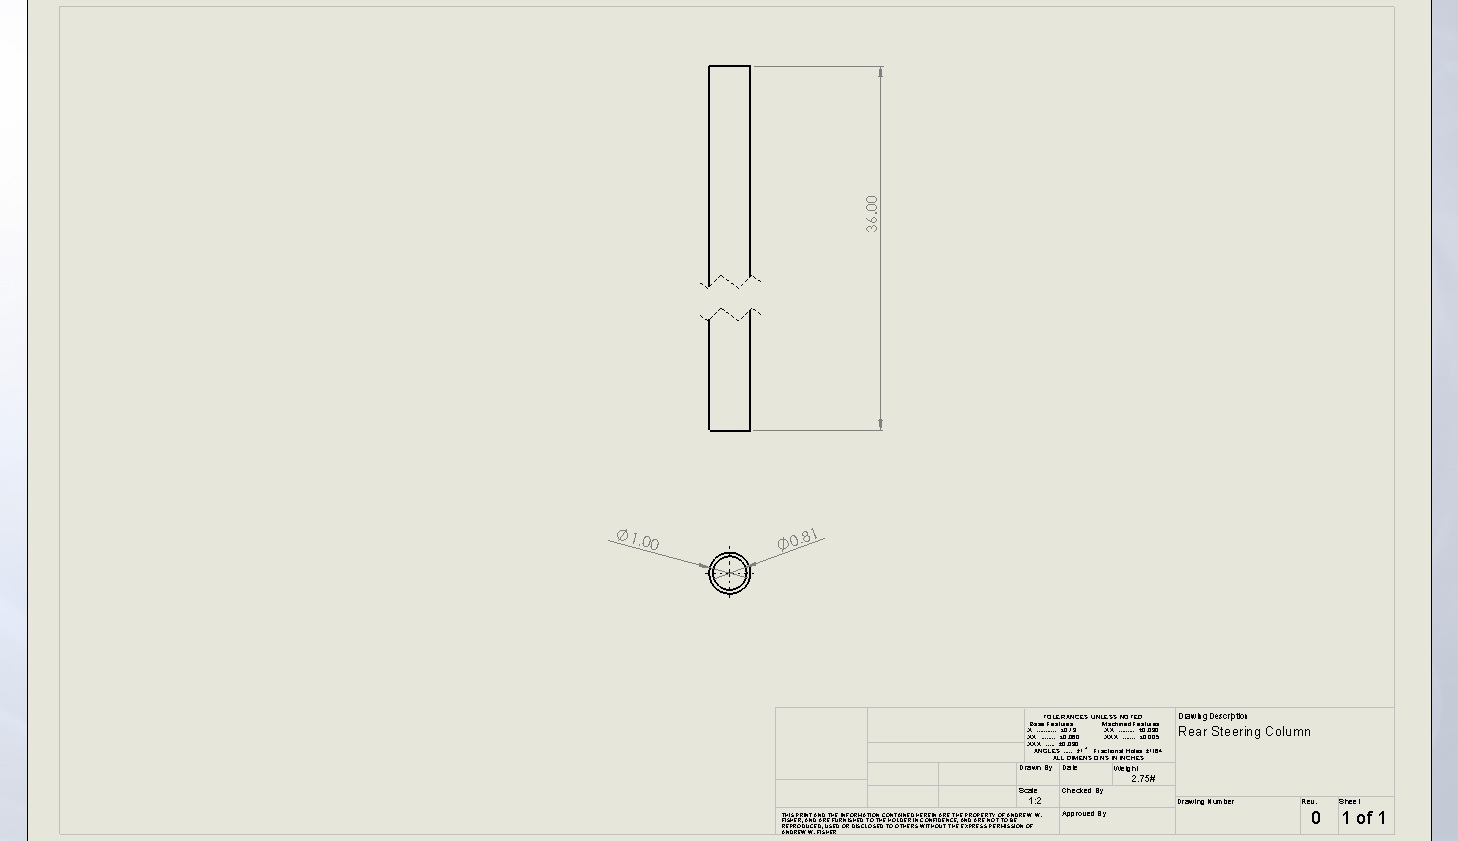 36.00
Ø1.00
Ø0.81
TOLERANCES UNLESS NOTED
Base Features Machined Features
.X ......... ±0.13 .XX ....... ±0.030
.XX ....... ±0.060 .XXX ...... ±0.005
.XXX ..... ±0.030
ANGLES ..... ±1° Fractional Holes ±1/64
ALL DIMENSIONS IN INCHES
Drawing Description
Rear Steering Column
Drawn By Date Weight
2.75#
Scale Checked By
1:2
Approved By
Drawing Number Rev. Sheet
0 1 of 1
THIS PRINT AND THE INFORMATION CONTAINED HEREIN ARE THE PROPERTY OF ANDREW W.
FISHER, AND ARE FURNISHED TO THE HOLDER IN CONFIDENCE, AND ARE NOT TO BE
REPRODUCED, USED OR DISCLOSED TO OTHERS WITHOUT THE EXPRESS PERMISSION OF
ANDREW W. FISHER